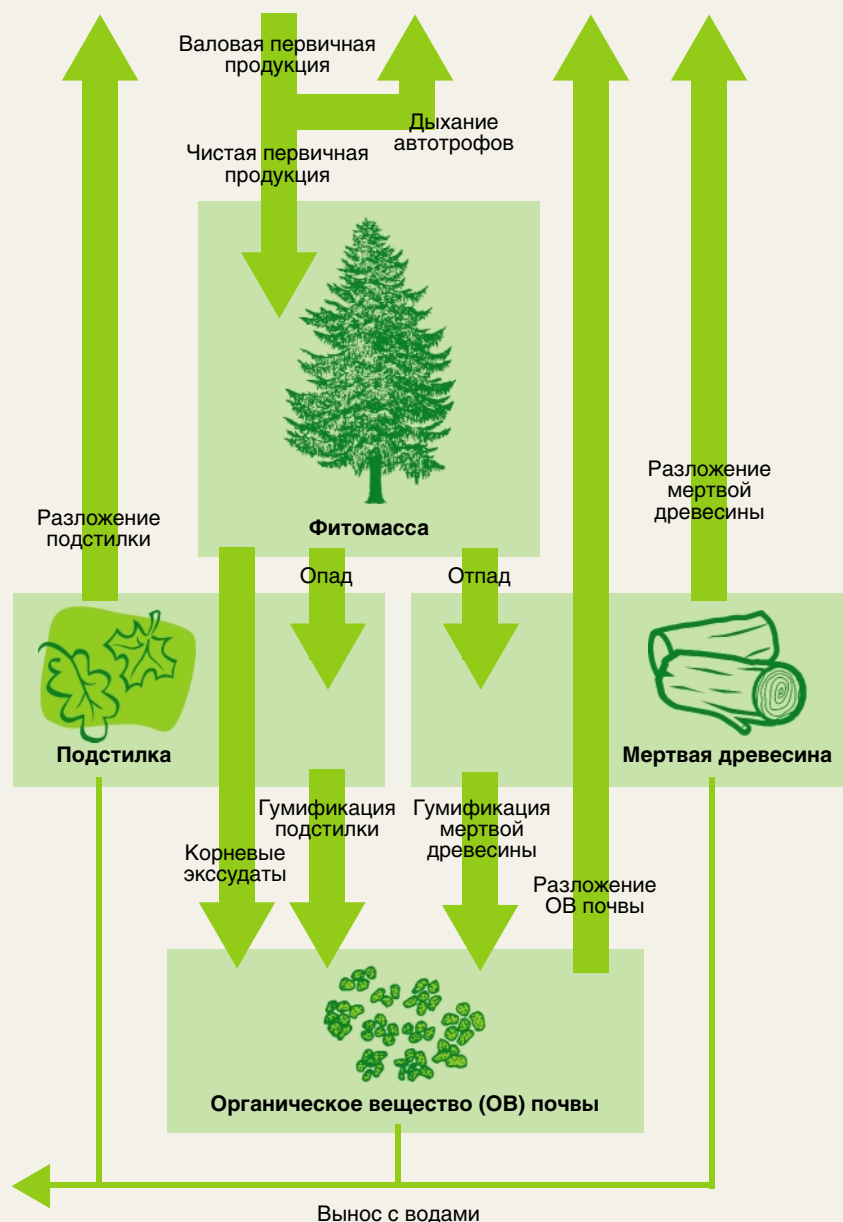 Валовая первичная
продукция
Дыхание
автотрофов
Чистая первичная
продукция
Разложение
мертвой
древесины
Разложение
подстилки
Фитомасса
Опад
Отпад
Подстилка
Мертвая древесина
Гумификация
подстилки
Гумификация
мертвой
древесины
Корневые
экссудаты
Разложение
ОВ почвы
Органическое вещество (ОВ) почвы
Вынос с водами